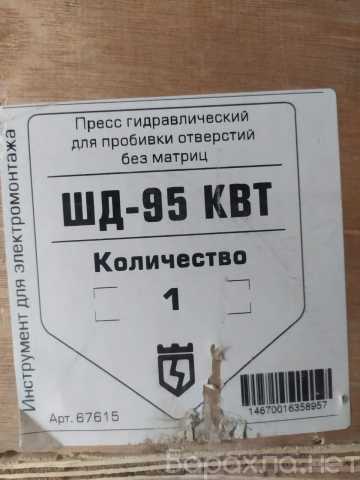 Инструмент для электромонтажа
Пресс гидравлический
для пробивки отверстий
без матриц
ШД-95 КВТ
Количество
1
Арт. 67615
14670016358957
Барахла.Нет